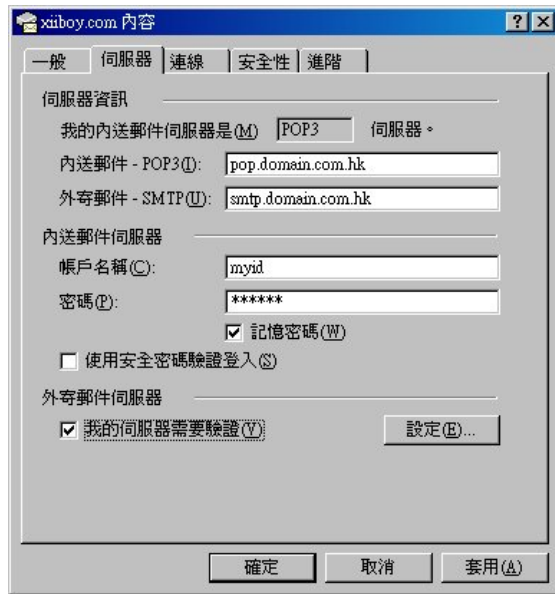 xiiboy.com 內容
一般 伺服器 連線 安全性 進階
伺服器資訊
我的內送郵件伺服器是(M) POP3 伺服器。
內送郵件 - POP3(I): pop.domain.com.hk
外寄郵件 - SMTP(U): smtp.domain.com.hk
內送郵件伺服器
帳戶名稱(C): myid
密碼(P): ******
記憶密碼(W)
使用安全密碼驗證登入(S)
外寄郵件伺服器
我的伺服器需要驗證(V) 設定(E)...
確定 取消 套用(A)